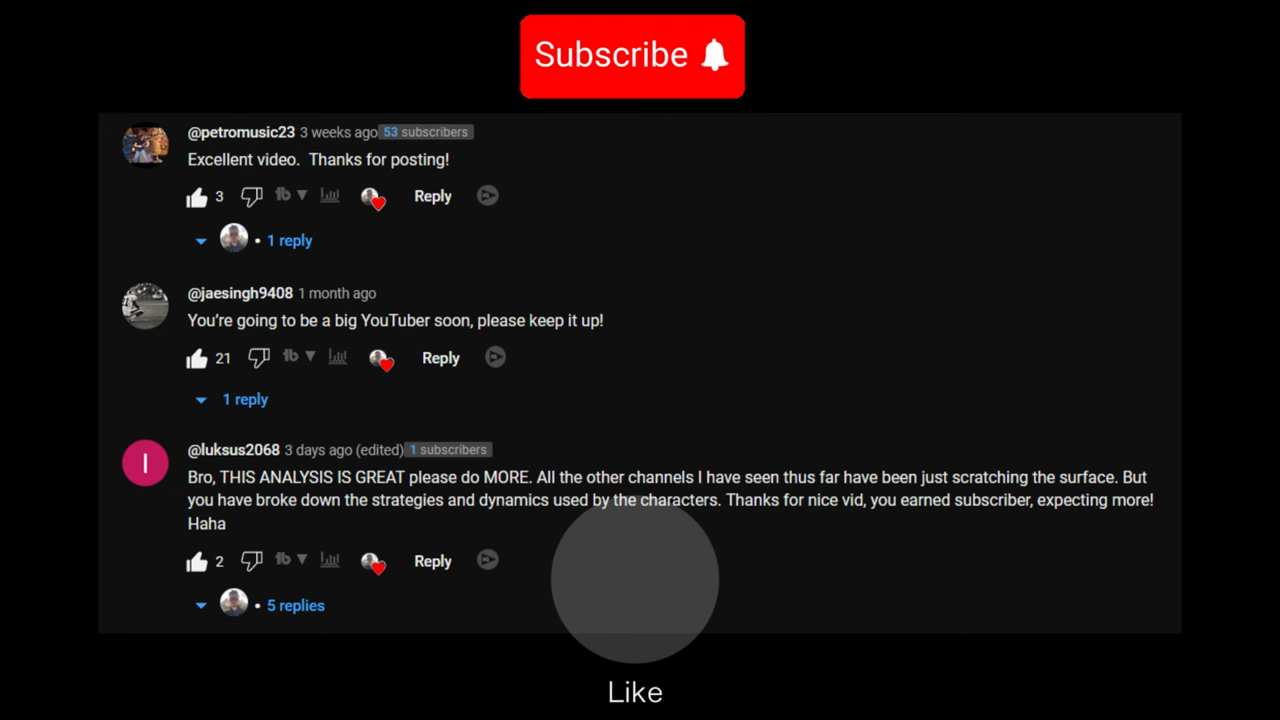 Subscribe
@petromusic23 3 weeks ago 53 subscribers
Excellent video.  Thanks for posting!
3 Reply
• 1 reply
@jaesingh9408 1 month ago
You’re going to be a big YouTuber soon, please keep it up!
21 Reply
1 reply
I
@luksus2068 3 days ago (edited) 1 subscribers
Bro, THIS ANALYSIS IS GREAT please do MORE. All the other channels I have seen thus far have been just scratching the surface. But
you have broke down the strategies and dynamics used by the characters. Thanks for nice vid, you earned subscriber, expecting more!
Haha
2 Reply
• 5 replies
Like